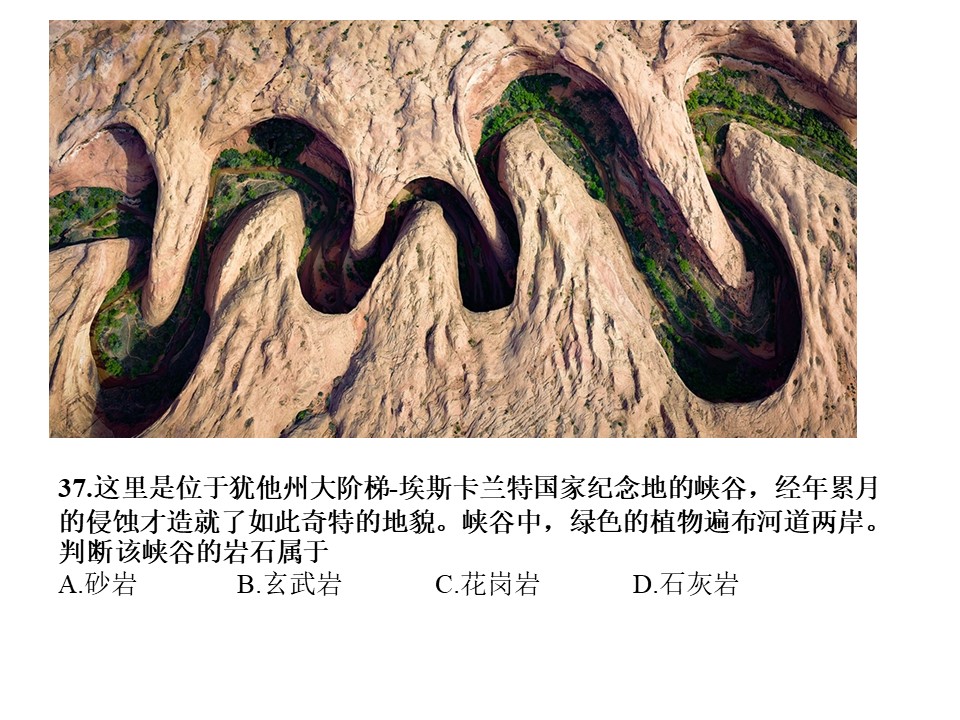 37.这里是位于犹他州大阶梯-埃斯卡兰特国家纪念地的峡谷，经年累月
的侵蚀才造就了如此奇特的地貌。峡谷中，绿色的植物遍布河道两岸。
判断该峡谷的岩石属于
A.砂岩 B.玄武岩 C.花岗岩 D.石灰岩